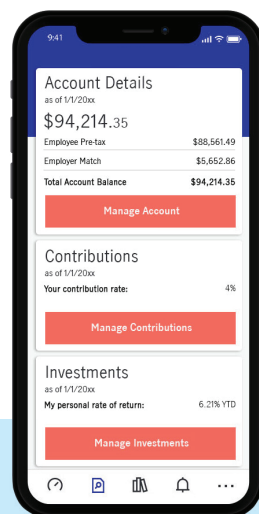 9:41
Account Details
as of 1/1/20xx
$94,214.35
Employee Pre-tax $88,561.49
Employer Match $5,652.86
Total Account Balance $94,214.35
Manage Account
Contributions
as of 1/1/20xx
Your contribution rate: 4%
Manage Contributions
Investments
as of 1/1/20xx
My personal rate of return: 6.21% YTD
Manage Investments